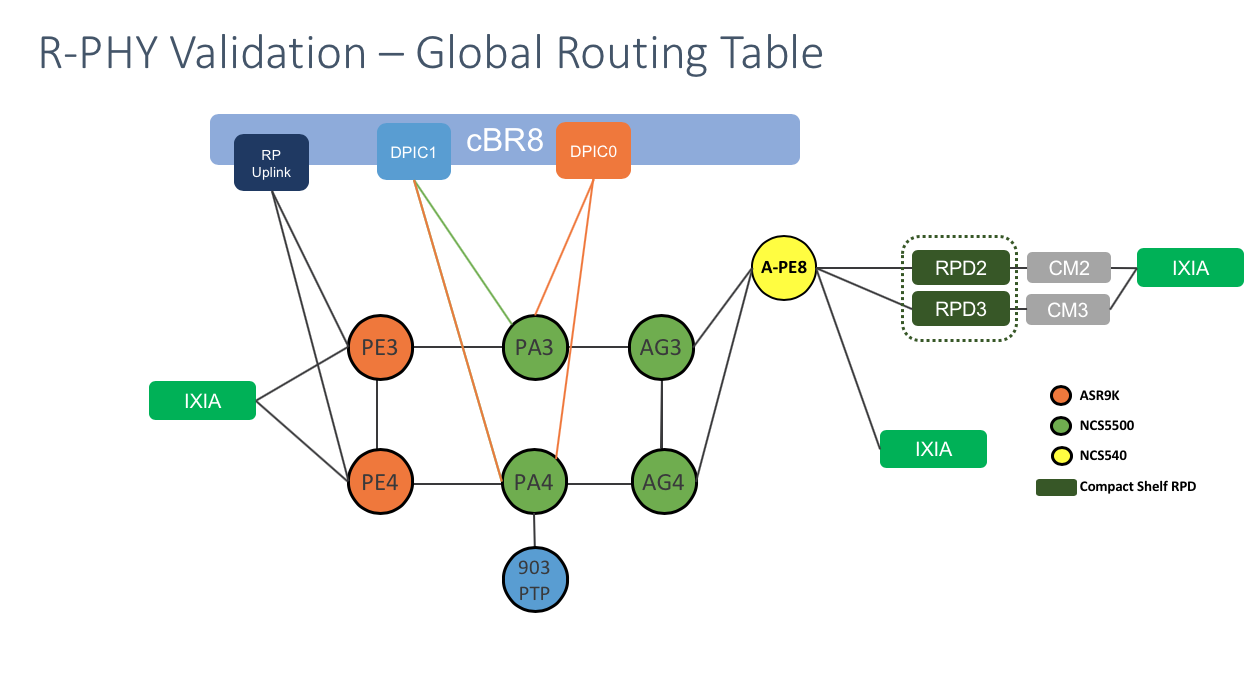 R-PHY Validation – Global Routing Table
cBR8
RP
Uplink
DPIC1
DPIC0
A-PE8
RPD2
CM2
IXIA
RPD3
CM3
PE3
PA3
AG3
IXIA
ASR9K
NCS5500
IXIA
NCS540
PE4
PA4
AG4
Compact Shelf RPD
903
PTP